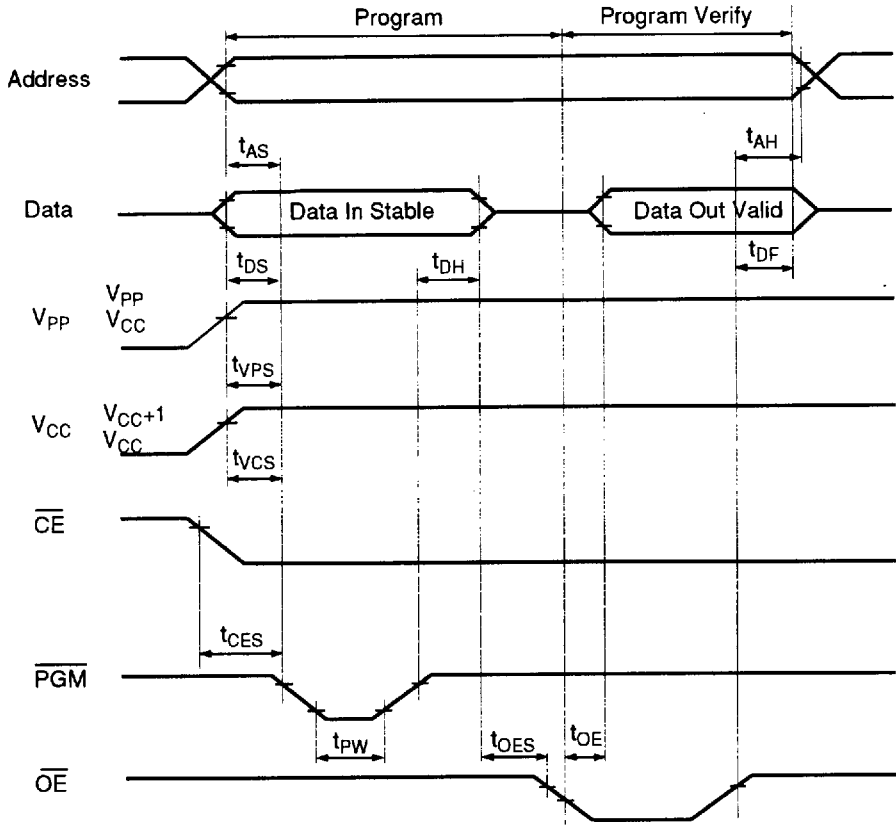 Program
Program Verify
Address
tAS
tAH
Data
Data In Stable
Data Out Valid
tDS
tDH
tDF
VPP
VPP
VCC
tVPS
VCC
VCC+1
VCC
tVCS
CE
tCES
PGM
tPW
tOES
tOE
OE